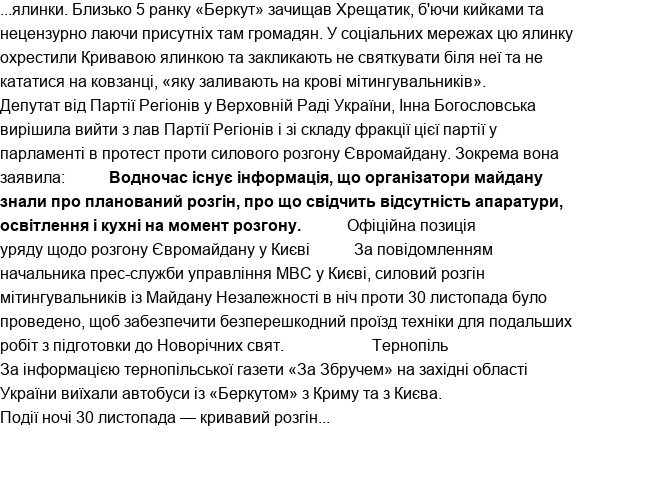 ...ялинки. Близько 5 ранку «Беркут» зачищав Хрещатик, б'ючи кийками та
нецензурно лаючи присутніх там громадян. У соціальних мережах цю ялинку
охрестили Кривавою ялинкою та закликають не святкувати біля неї та не
кататися на ковзанці, «яку заливають на крові мітингувальників».
Депутат від Партії Регіонів у Верховній Раді України, Інна Богословська
вирішила вийти з лав Партії Регіонів і зі складу фракції цієї партії у
парламенті в протест проти силового розгону Євромайдану. Зокрема вона
заявила: Водночас існує інформація, що організатори майдану
знали про планований розгін, про що свідчить відсутність апаратури,
освітлення і кухні на момент розгону. Офіційна позиція
уряду щодо розгону Євромайдану у Києві За повідомленням
начальника прес-служби управління МВС у Києві, силовий розгін
мітингувальників із Майдану Незалежності в ніч проти 30 листопада було
проведено, щоб забезпечити безперешкодний проїзд техніки для подальших
робіт з підготовки до Новорічних свят. Тернопіль
За інформацією тернопільської газети «За Збручем» на західні області
України виїхали автобуси із «Беркутом» з Криму та з Києва.
Події ночі 30 листопада — кривавий розгін...